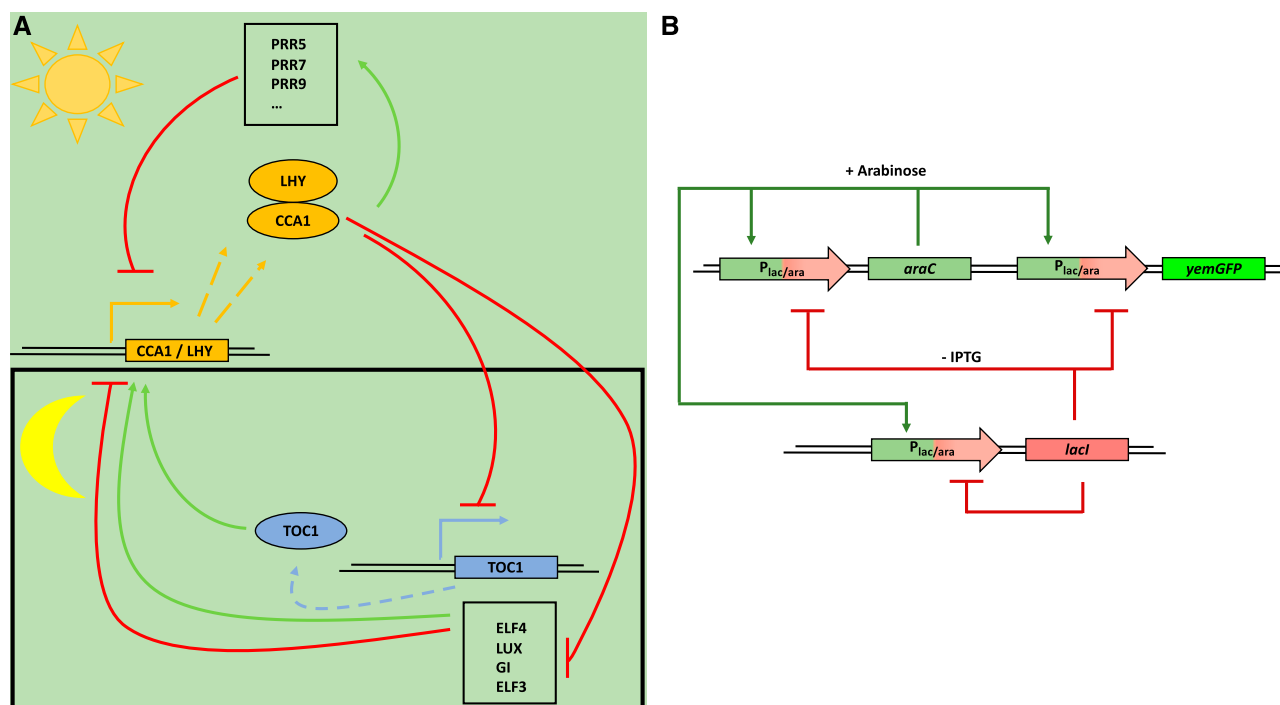 A
PRR5
PRR7
PRR9
...
LHY
CCA1
CCA1 / LHY
TOC1
TOC1
ELF4
LUX
GI
ELF3
B
+ Arabinose
Plac/ara
araC
Plac/ara
yemGFP
- IPTG
Plac/ara
lacI